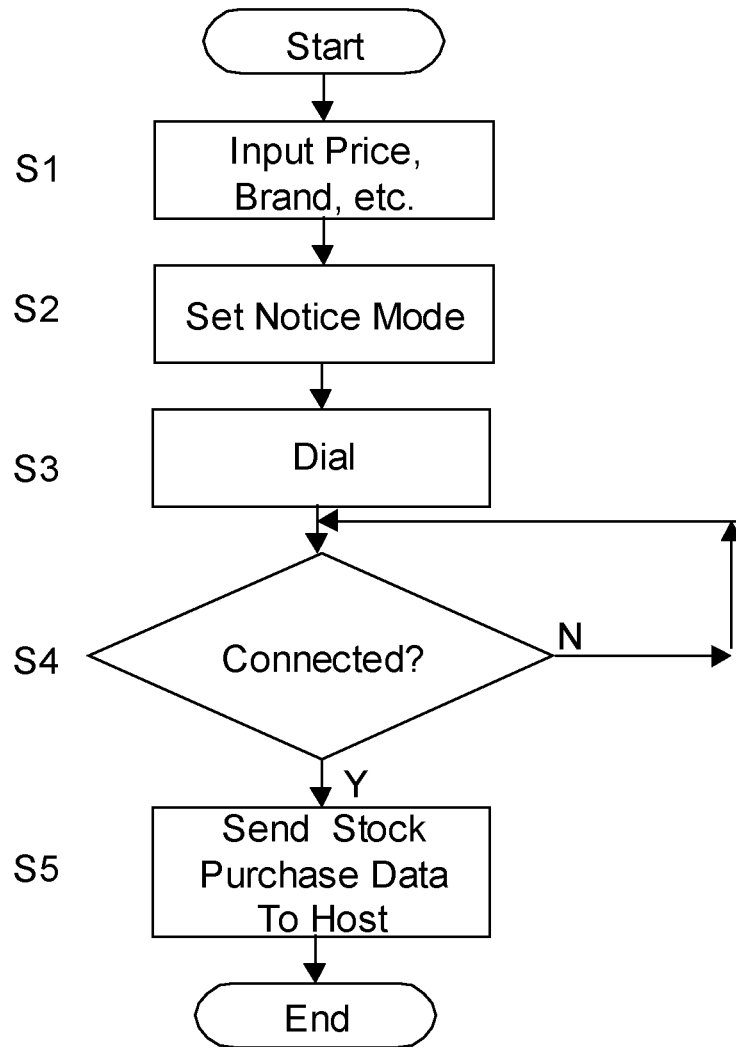 Start
S1
Input Price,
Brand, etc.
S2
Set Notice Mode
S3
Dial
S4
Connected?
N
Y
S5
Send Stock
Purchase Data
To Host
End